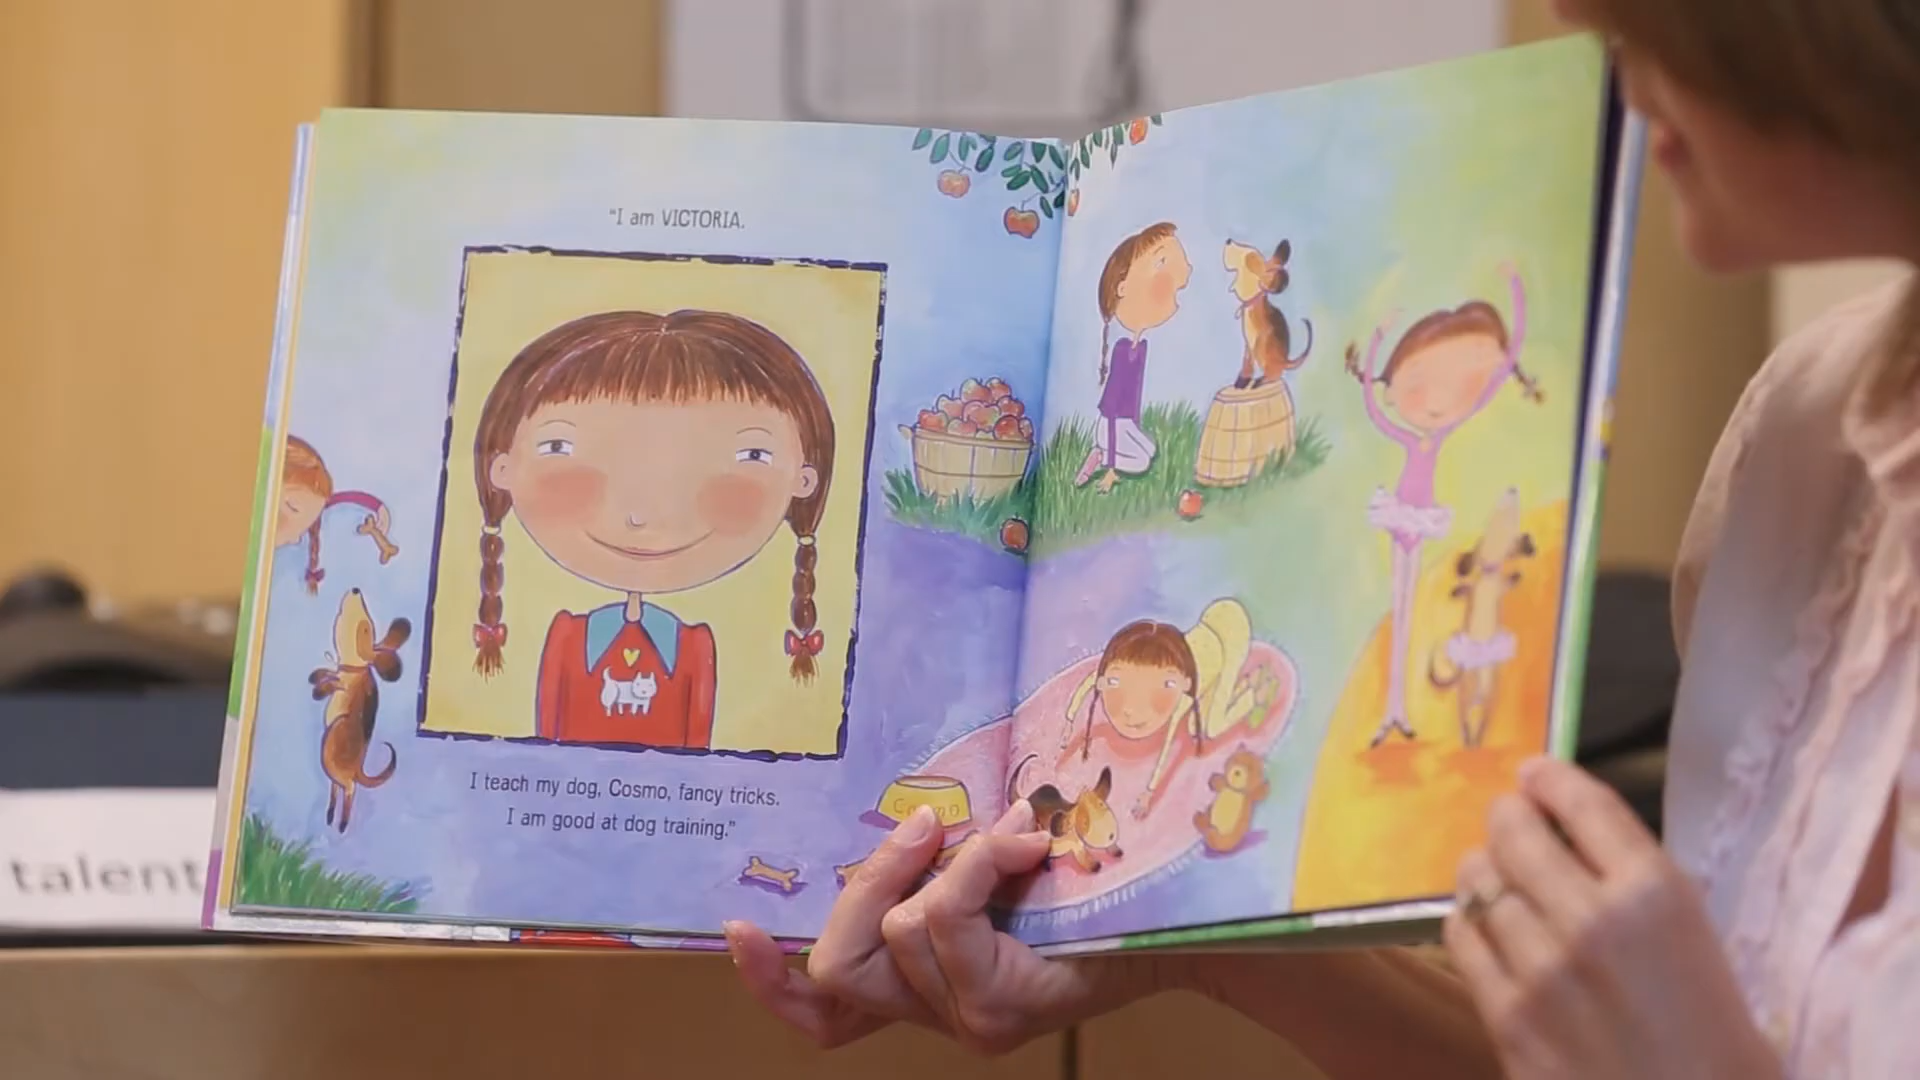 "I am VICTORIA.
I teach my dog, Cosmo, fancy tricks.
I am good at dog training."
Cosmo
talent